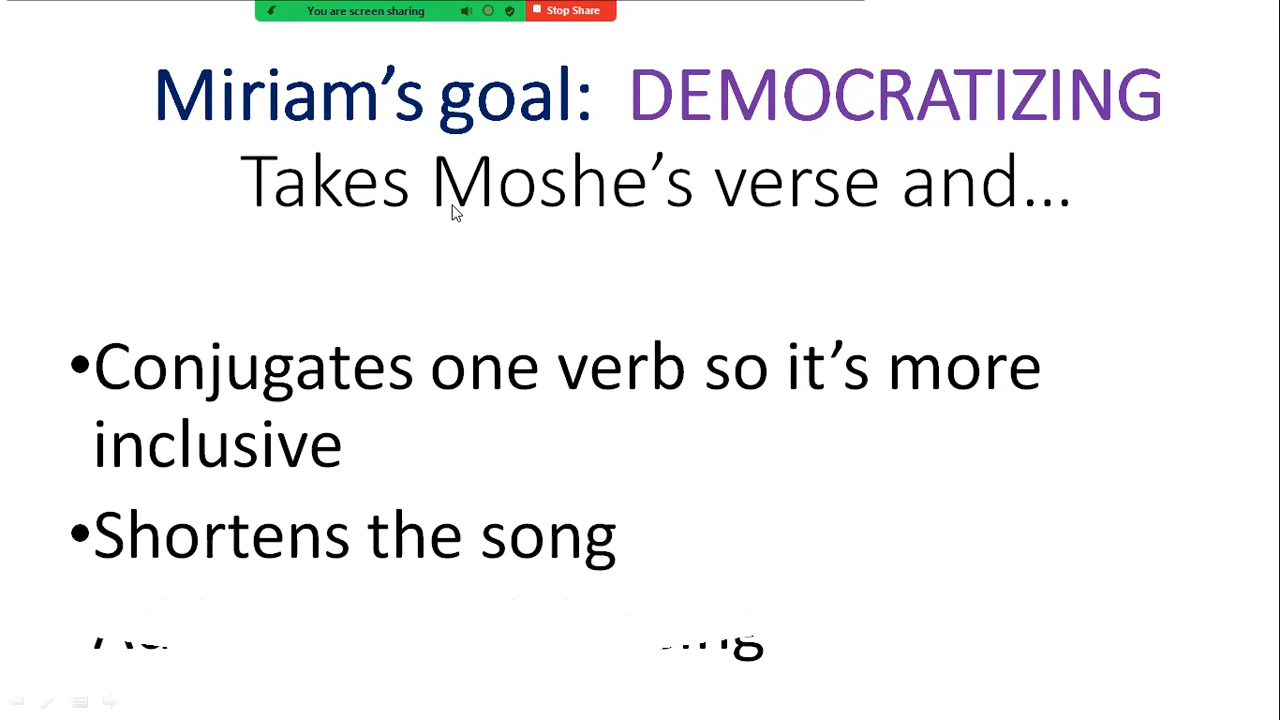 You are screen sharing
Stop Share
Miriam's goal: DEMOCRATIZING
Takes Moshe's verse and...
•Conjugates one verb so it's more
inclusive
•Shortens the song